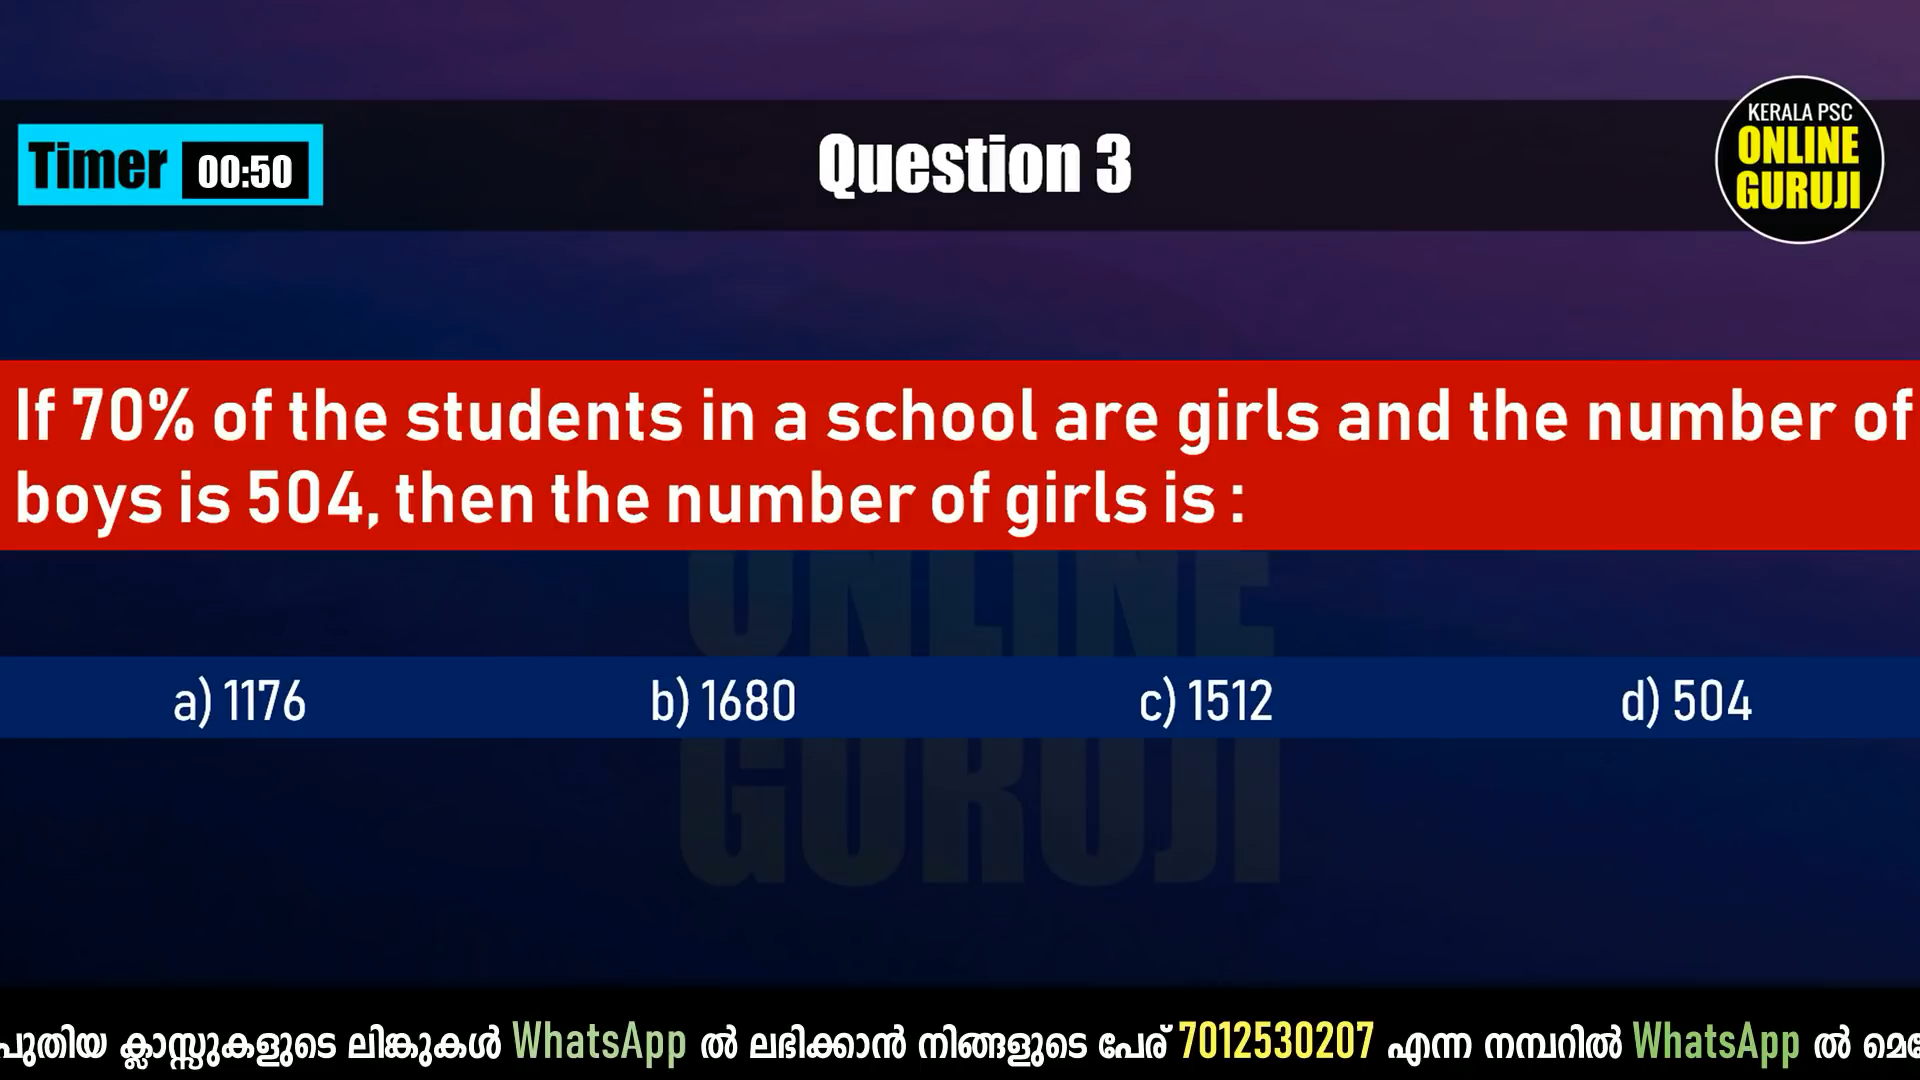 KERALA PSC
ONLINE
GURUJI
Timer 00:50
Question 3
If 70% of the students in a school are girls and the number of
boys is 504, then the number of girls is :
ONLINE
a) 1176 b) 1680 c) 1512 d) 504
GURUJI
പുതിയ ക്ലാസ്സുകളുടെ ലിങ്കുകൾ WhatsApp ൽ ലഭിക്കാൻ നിങ്ങളുടെ പേര് 7012530207 എന്ന നമ്പറിൽ WhatsApp ൽ